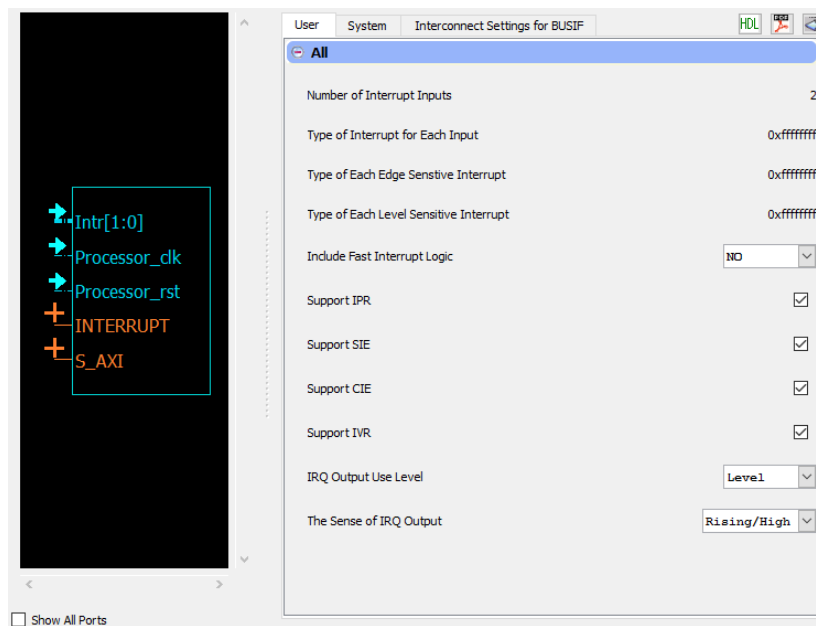 User System Interconnect Settings for BUSIF HDL PDF
All
Number of Interrupt Inputs 2
Type of Interrupt for Each Input 0xffffffff
Type of Each Edge Senstive Interrupt 0xffffffff
Type of Each Level Sensitive Interrupt 0xffffffff
Include Fast Interrupt Logic NO
Support IPR
Support SIE
Support CIE
Support IVR
IRQ Output Use Level Level
The Sense of IRQ Output Rising/High
Intr[1:0]
Processor_clk
Processor_rst
INTERRUPT
S_AXI
Show All Ports